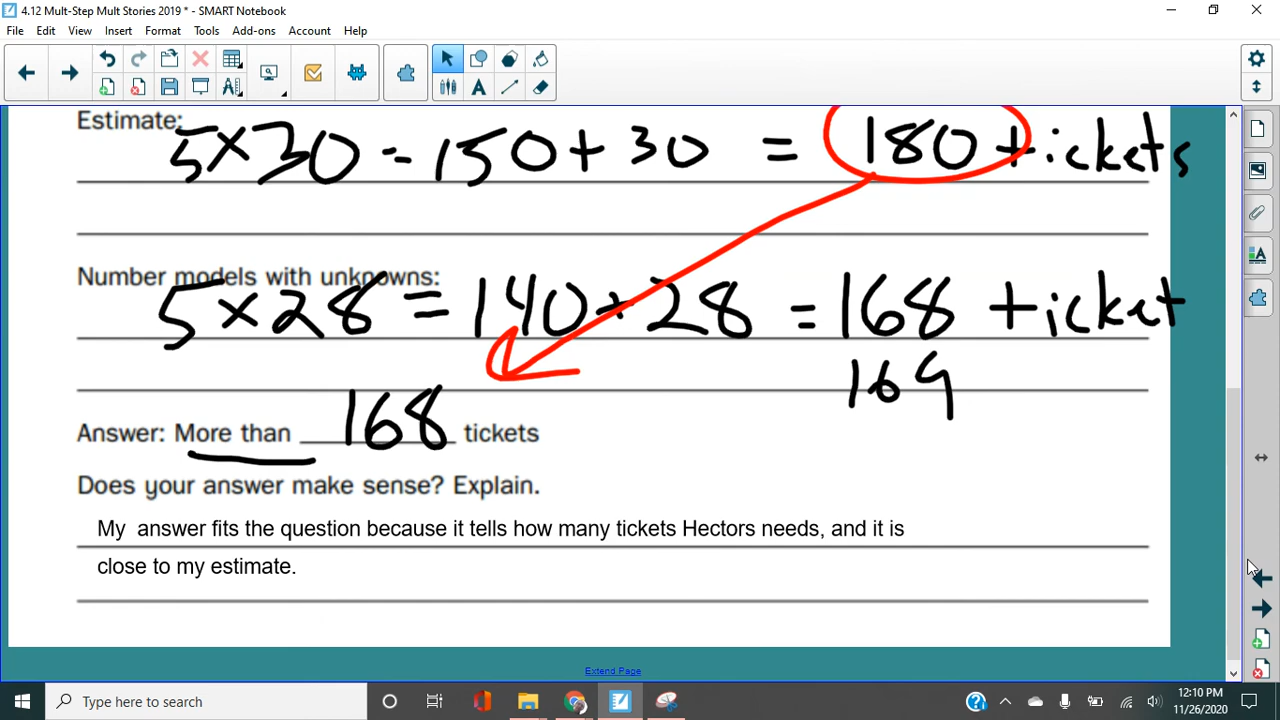 4.12 Mult-Step Mult Stories 2019 * - SMART Notebook
File Edit View Insert Format Tools Add-ons Account Help
Estimate:
5×30 = 150 + 30 = 180 tickets
Number models with unknowns:
5×28 = 140 + 28 = 168 ticket
169
Answer: More than 168 tickets
Does your answer make sense? Explain.
My answer fits the question because it tells how many tickets Hectors needs, and it is
close to my estimate.
Extend Page
Type here to search
12:10 PM
11/26/2020